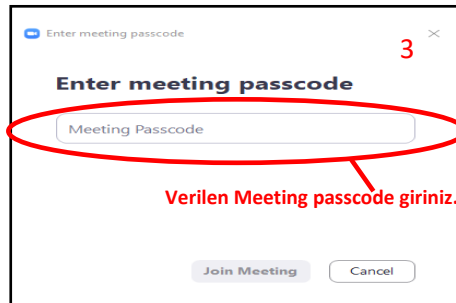 Enter meeting passcode
3
Enter meeting passcode
Meeting Passcode
Verilen Meeting passcode giriniz.
Join Meeting Cancel